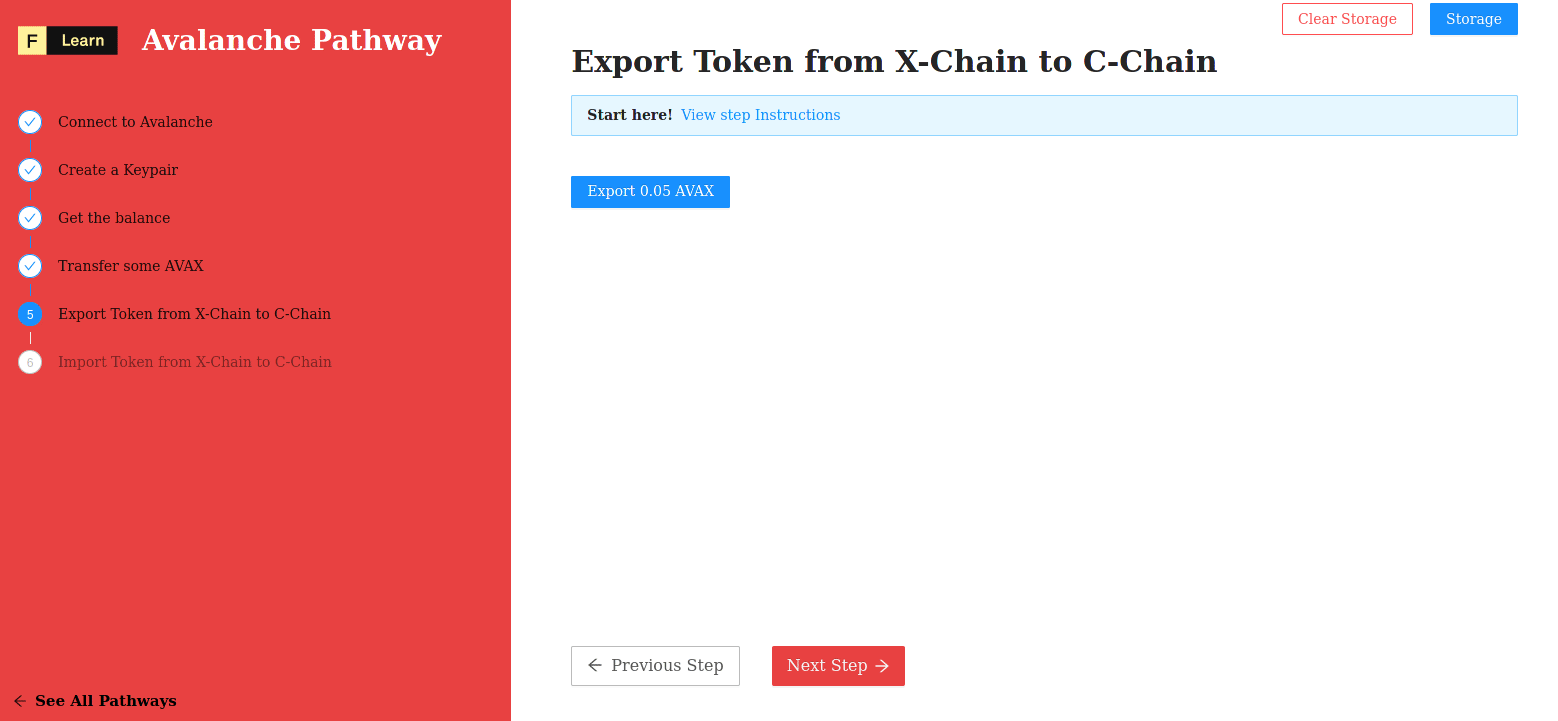 F Learn
Avalanche Pathway
Connect to Avalanche
Create a Keypair
Get the balance
Transfer some AVAX
5 Export Token from X-Chain to C-Chain
6 Import Token from X-Chain to C-Chain
See All Pathways
Clear Storage
Storage
Export Token from X-Chain to C-Chain
Start here! View step Instructions
Export 0.05 AVAX
Previous Step
Next Step